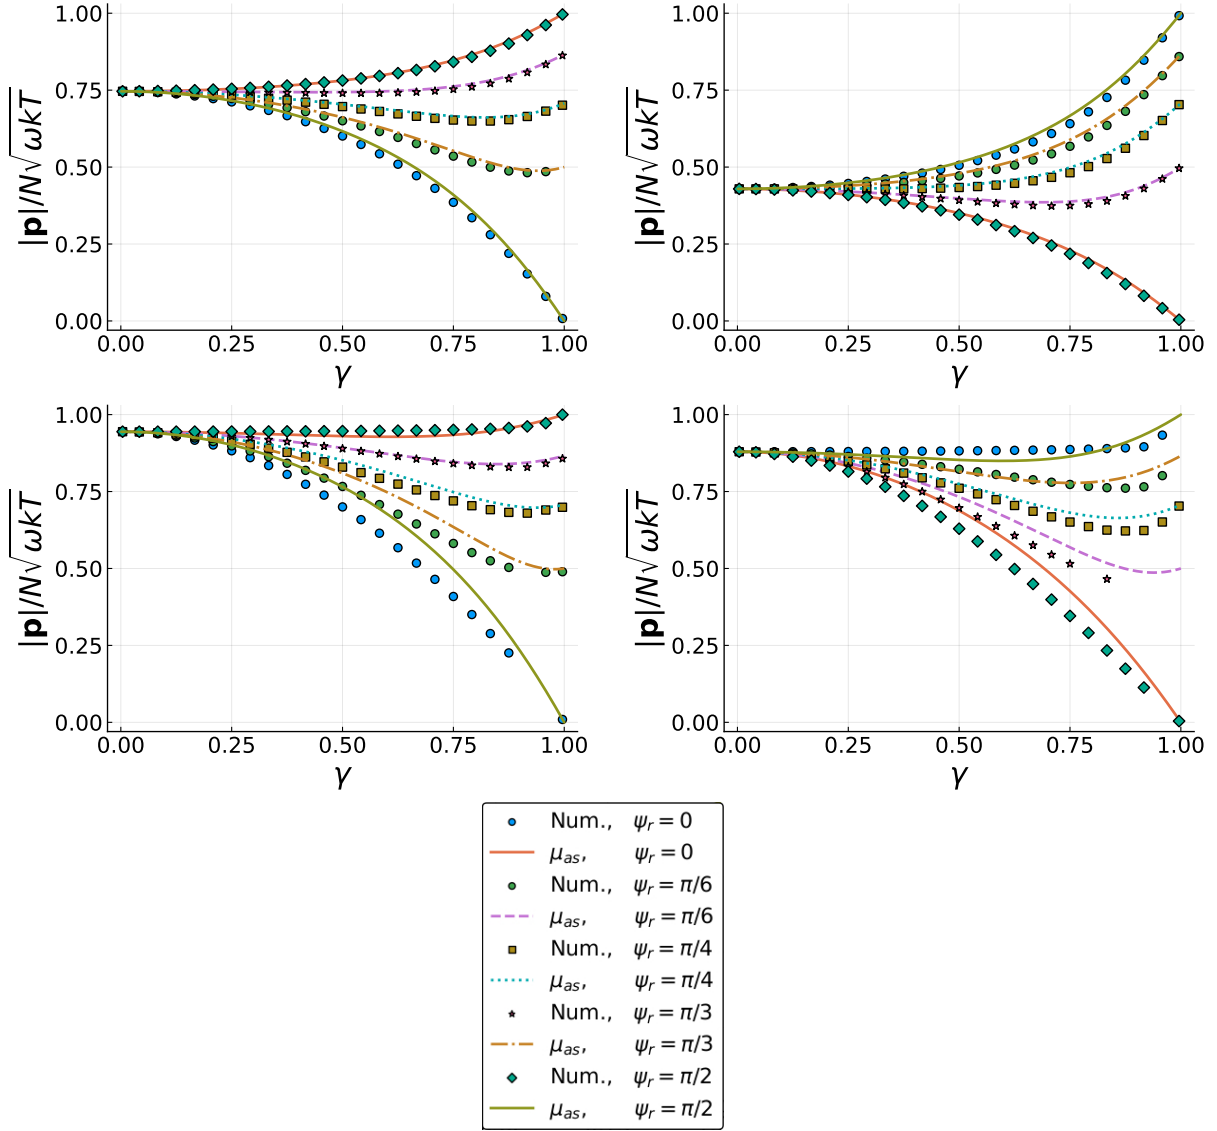 1.00
0.75
0.50
0.25
0.00
|p|/N√ωkT
0.00 0.25 0.50 0.75 1.00
γ
1.00
0.75
0.50
0.25
0.00
|p|/N√ωkT
0.00 0.25 0.50 0.75 1.00
γ
1.00
0.75
0.50
0.25
0.00
|p|/N√ωkT
0.00 0.25 0.50 0.75 1.00
γ
1.00
0.75
0.50
0.25
0.00
|p|/N√ωkT
0.00 0.25 0.50 0.75 1.00
γ
Num., ψr = 0
μas, ψr = 0
Num., ψr = π/6
μas, ψr = π/6
Num., ψr = π/4
μas, ψr = π/4
Num., ψr = π/3
μas, ψr = π/3
Num., ψr = π/2
μas, ψr = π/2